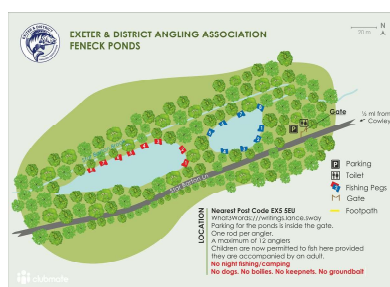 EXETER & DISTRICT ANGLING ASSOCIATION
FENECK PONDS
20 m
N
Gate
½ mi from
Cowley
P
Parking
Toilet
Fishing Pegs
Gate
Footpath
LOCATION
Nearest Post Code EX5 5EU
What3Words///writings.lance.sway
Parking for the ponds is inside the gate.
One rod per angler.
A maximum of 12 anglers
Children are now permitted to fish here provided
they are accompanied by an adult.
No night fishing/camping
No dogs, No boilies, No keepnets, No groundbait
clubmate